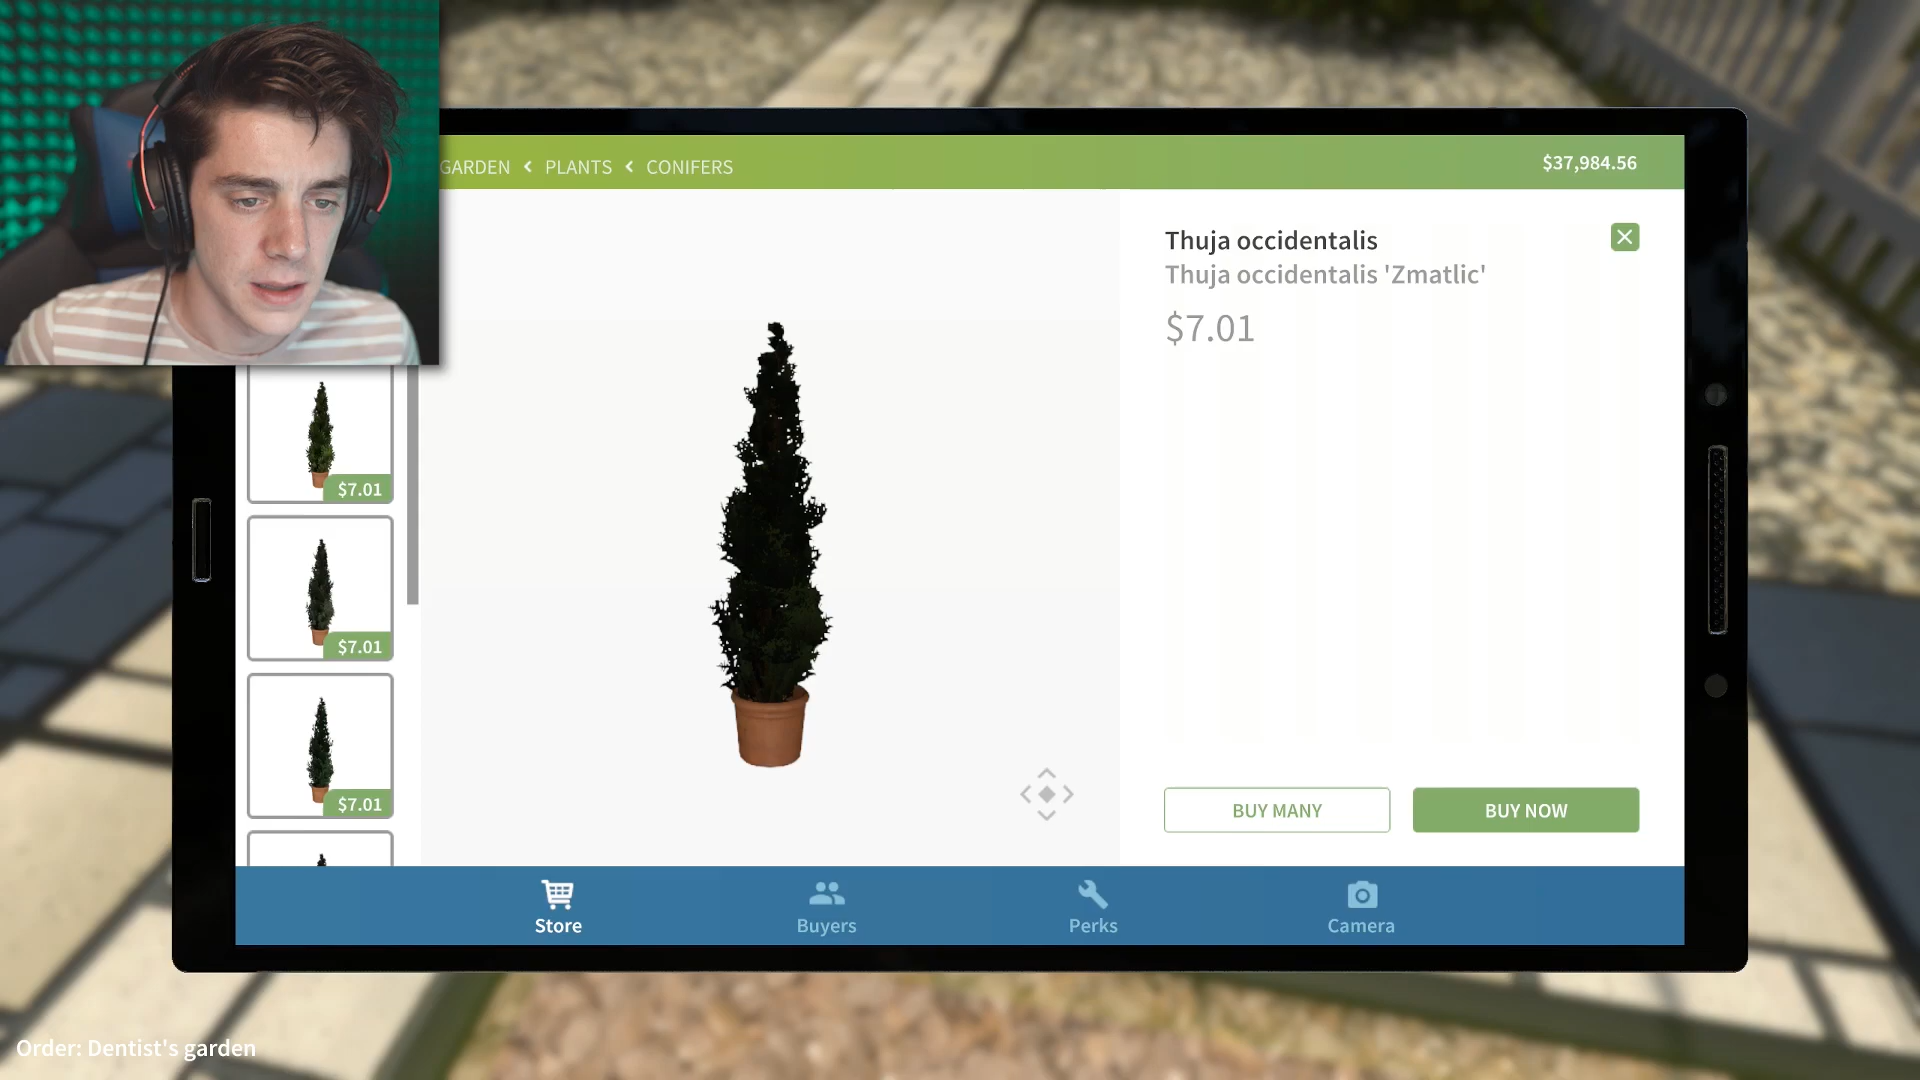 GARDEN < PLANTS < CONIFERS
$37,984.56
Thuja occidentalis
Thuja occidentalis 'Zmatlic'
$7.01
$7.01
$7.01
$7.01
BUY MANY
BUY NOW
Store
Buyers
Perks
Camera
Order: Dentist's garden